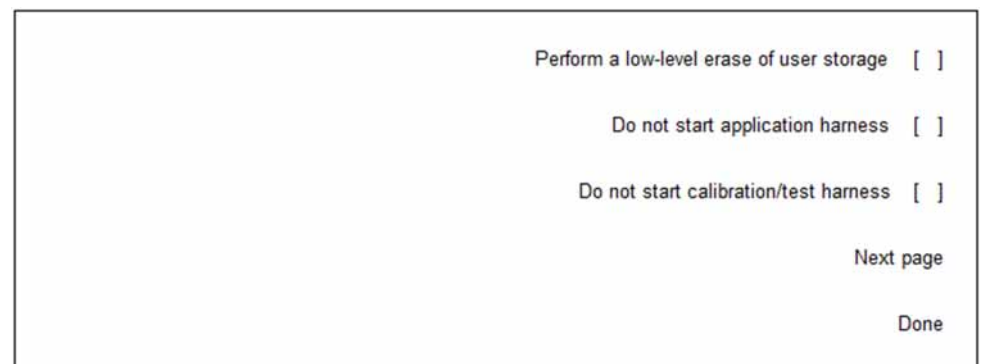 Perform a low-level erase of user storage [ ]
Do not start application harness [ ]
Do not start calibration/test harness [ ]
Next page
Done